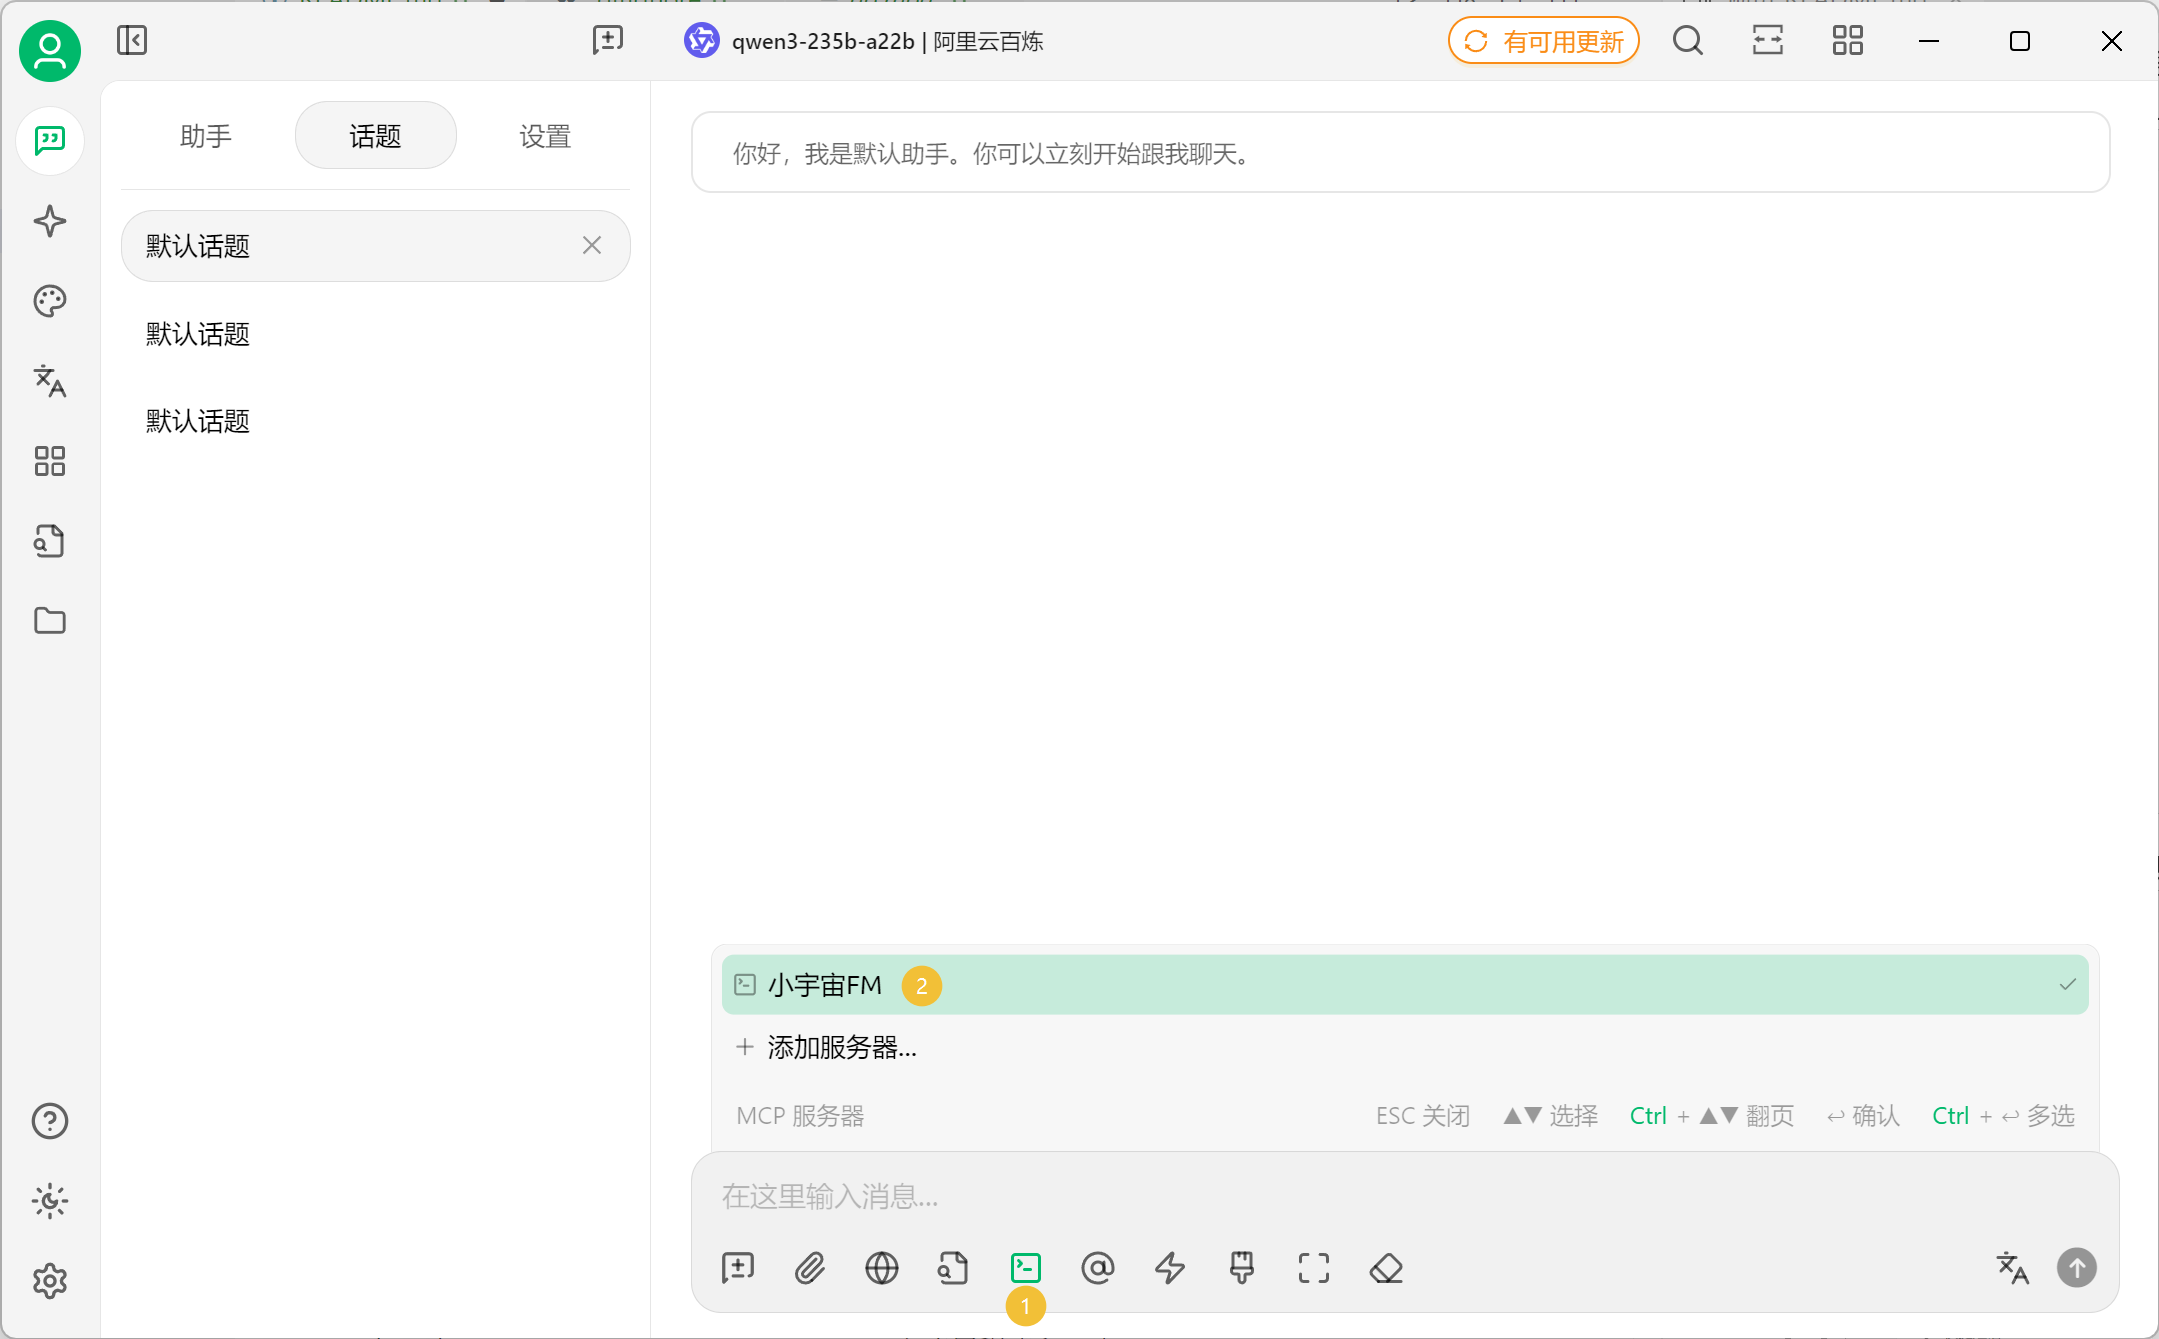 qwen3-235b-a22b | 阿里云百炼
有可用更新
助手
话题
设置
默认话题
默认话题
默认话题
你好，我是默认助手。你可以立刻开始跟我聊天。
小宇宙FM
2
添加服务器...
MCP 服务器
ESC 关闭 ▲▼ 选择 Ctrl + ▲▼ 翻页 ↩ 确认 Ctrl + ↩ 多选
在这里输入消息...
1